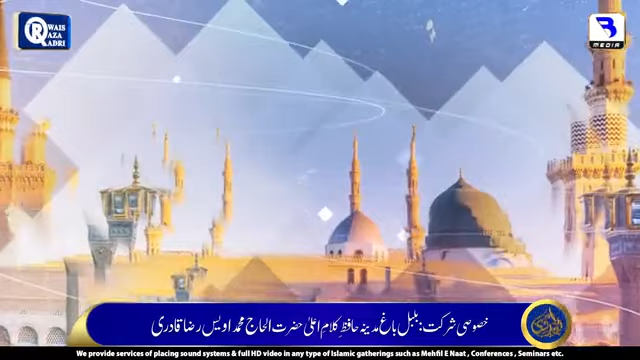 OWAIS
RAZA
QADRI
B
MEDIA
خصوصی شرکت: بلبل باغ مدینہ حافظِ کلامِ اعلیٰ حضرت الحاج محمد اویس رضا قادری
We provide services of placing sound systems & full HD video in any type of Islamic gatherings such as Mehfil E Naat , Conferences , Seminars etc.